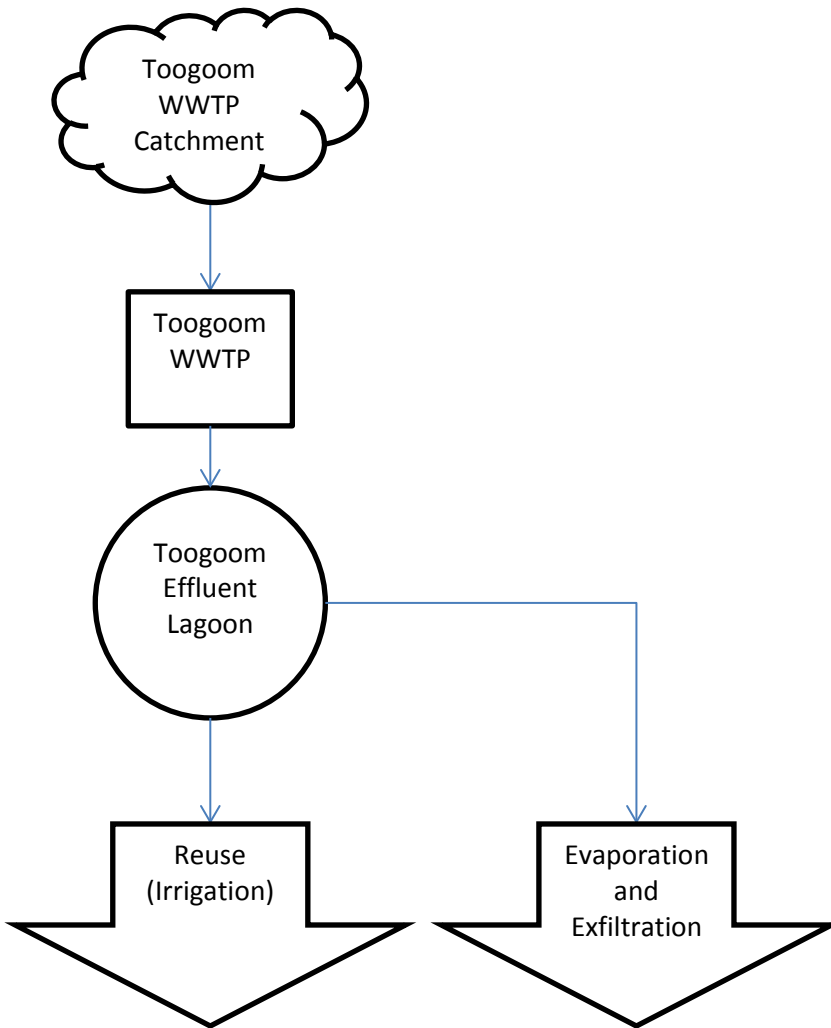 Toogoom
WWTP
Catchment
Toogoom
WWTP
Toogoom
Effluent
Lagoon
Reuse
(Irrigation)
Evaporation
and
Exfiltration